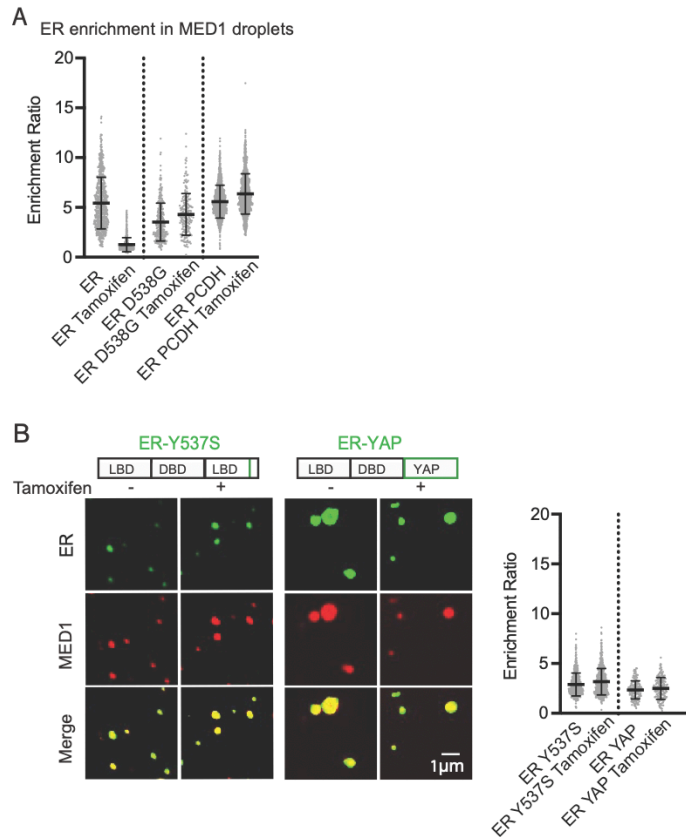 A
ER enrichment in MED1 droplets
Enrichment Ratio
20
15
10
5
0
ER
ER Tamoxifen
ER D538G
ER D538G Tamoxifen
ER PCDH
ER PCDH Tamoxifen
B
ER-Y537S
ER-YAP
LBD DBD LBD
LBD DBD YAP
Tamoxifen - + - +
ER
MED1
Merge
1μm
Enrichment Ratio
20
15
10
5
0
ER Y537S
ER Y537S Tamoxifen
ER YAP
ER YAP Tamoxifen